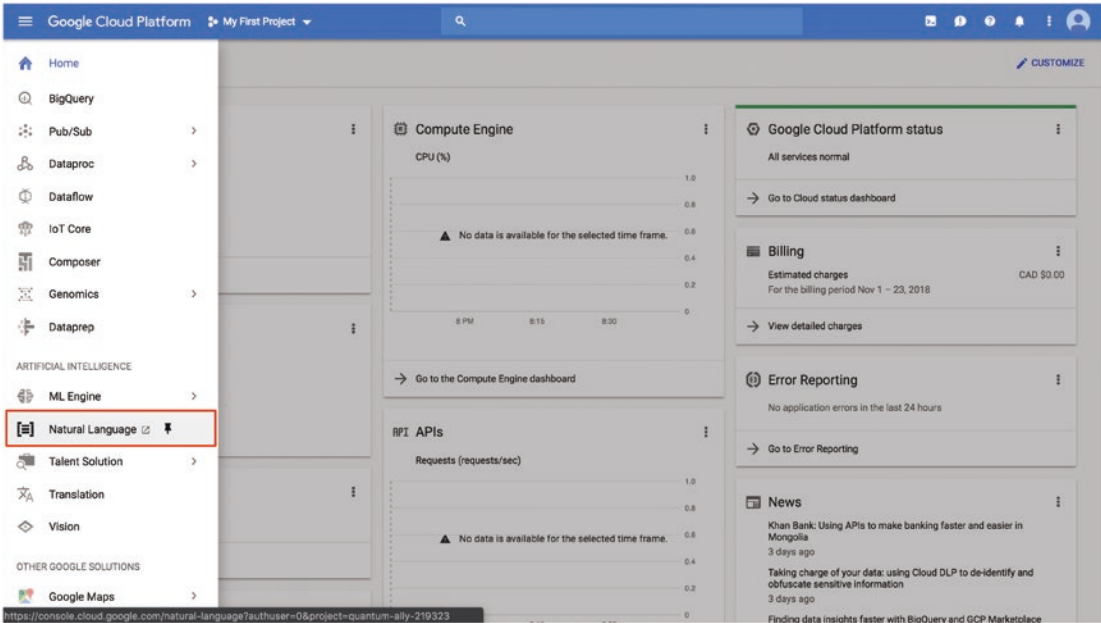 Google Cloud Platform
My First Project
CUSTOMIZE
Home
BigQuery
Pub/Sub
Dataproc
Dataflow
IoT Core
Composer
Genomics
Dataprep
ARTIFICIAL INTELLIGENCE
ML Engine
Natural Language
Talent Solution
Translation
Vision
OTHER GOOGLE SOLUTIONS
Google Maps
https://console.cloud.google.com/natural-language?authuser=0&project=quantum-ally-219323
Compute Engine
CPU (%)
1.0
0.8
No data is available for the selected time frame. 0.6
0.4
0.2
0
8 PM 8:15 8:30
Go to the Compute Engine dashboard
API APIs
Requests (requests/sec)
1.0
0.8
No data is available for the selected time frame. 0.6
0.4
0.2
0
Google Cloud Platform status
All services normal
Go to Cloud status dashboard
Billing
Estimated charges CAD $0.00
For the billing period Nov 1 – 23, 2018
View detailed charges
Error Reporting
No application errors in the last 24 hours
Go to Error Reporting
News
Khan Bank: Using APIs to make banking faster and easier in
Mongolia
3 days ago
Taking charge of your data: using Cloud DLP to de-identify and
obfuscate sensitive information
3 days ago
Finding data insights faster with BigQuery and GCP Marketplace